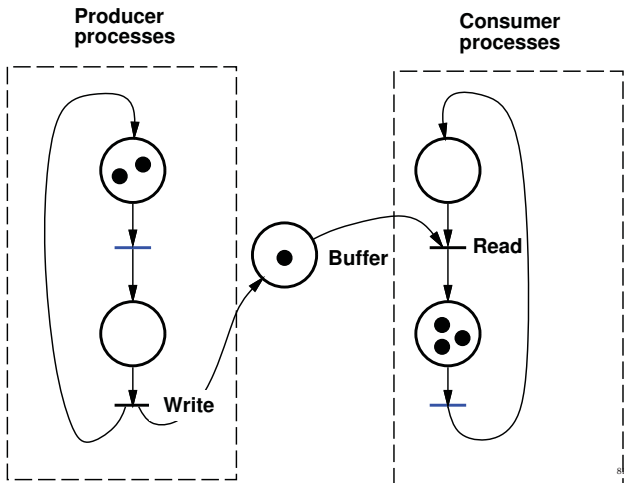 Producer
processes
Consumer
processes
Buffer
Read
Write